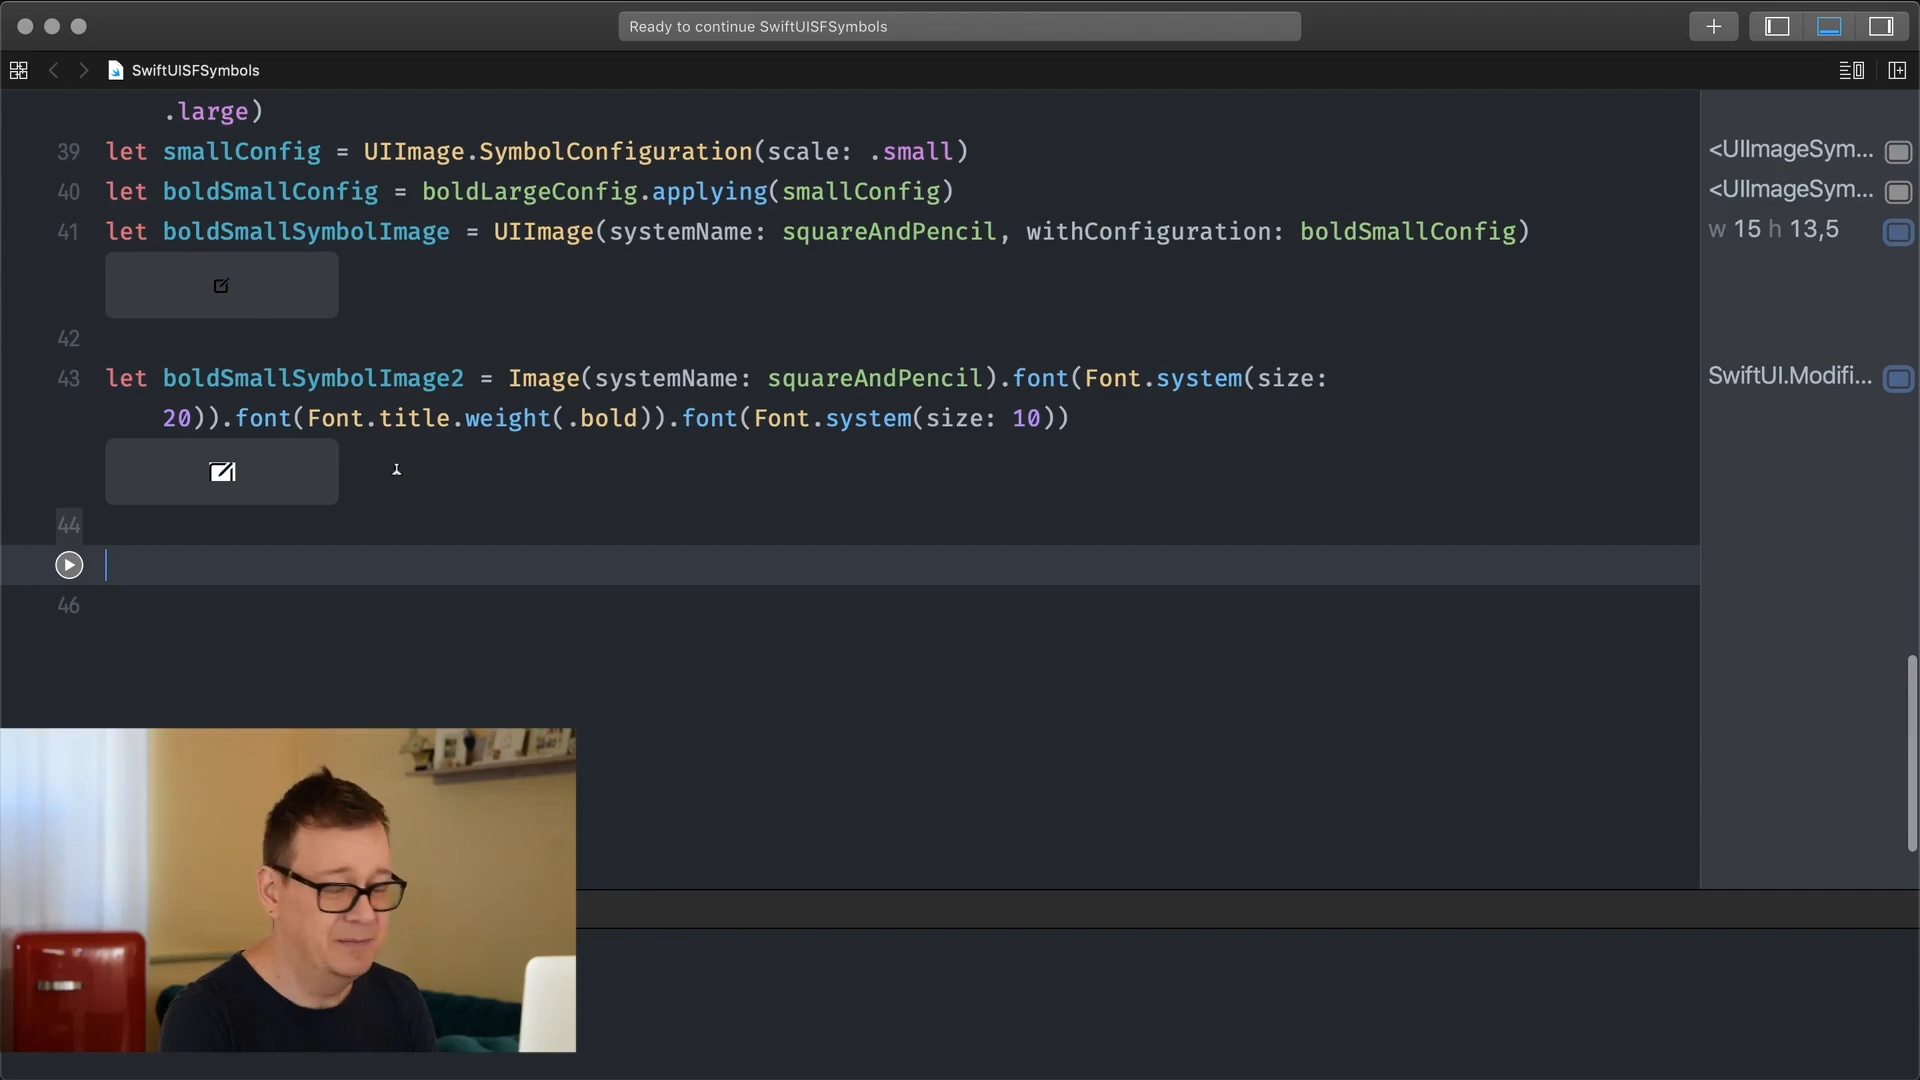 Ready to continue SwiftUISFSymbols
SwiftUISFSymbols
.large)
39 let smallConfig = UIImage.SymbolConfiguration(scale: .small)
<UIImageSym...
40 let boldSmallConfig = boldLargeConfig.applying(smallConfig)
<UIImageSym...
41 let boldSmallSymbolImage = UIImage(systemName: squareAndPencil, withConfiguration: boldSmallConfig)
w 15 h 13,5
42
43 let boldSmallSymbolImage2 = Image(systemName: squareAndPencil).font(Font.system(size:
SwiftUI.Modifi...
20)).font(Font.title.weight(.bold)).font(Font.system(size: 10))
44
46